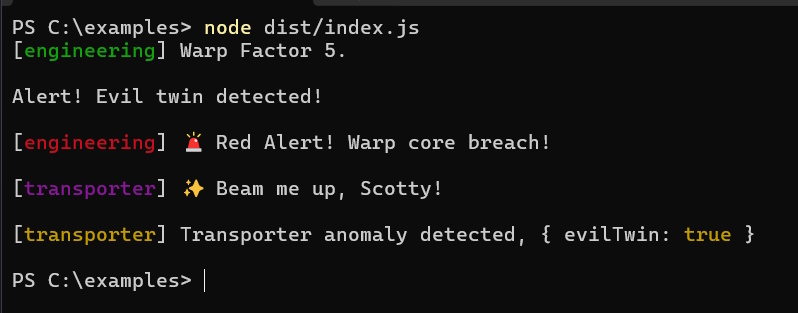 PS C:\examples> node dist/index.js
[engineering] Warp Factor 5.
Alert! Evil twin detected!
[engineering] 🚨 Red Alert! Warp core breach!
[transporter] ✨ Beam me up, Scotty!
[transporter] Transporter anomaly detected, { evilTwin: true }
PS C:\examples>